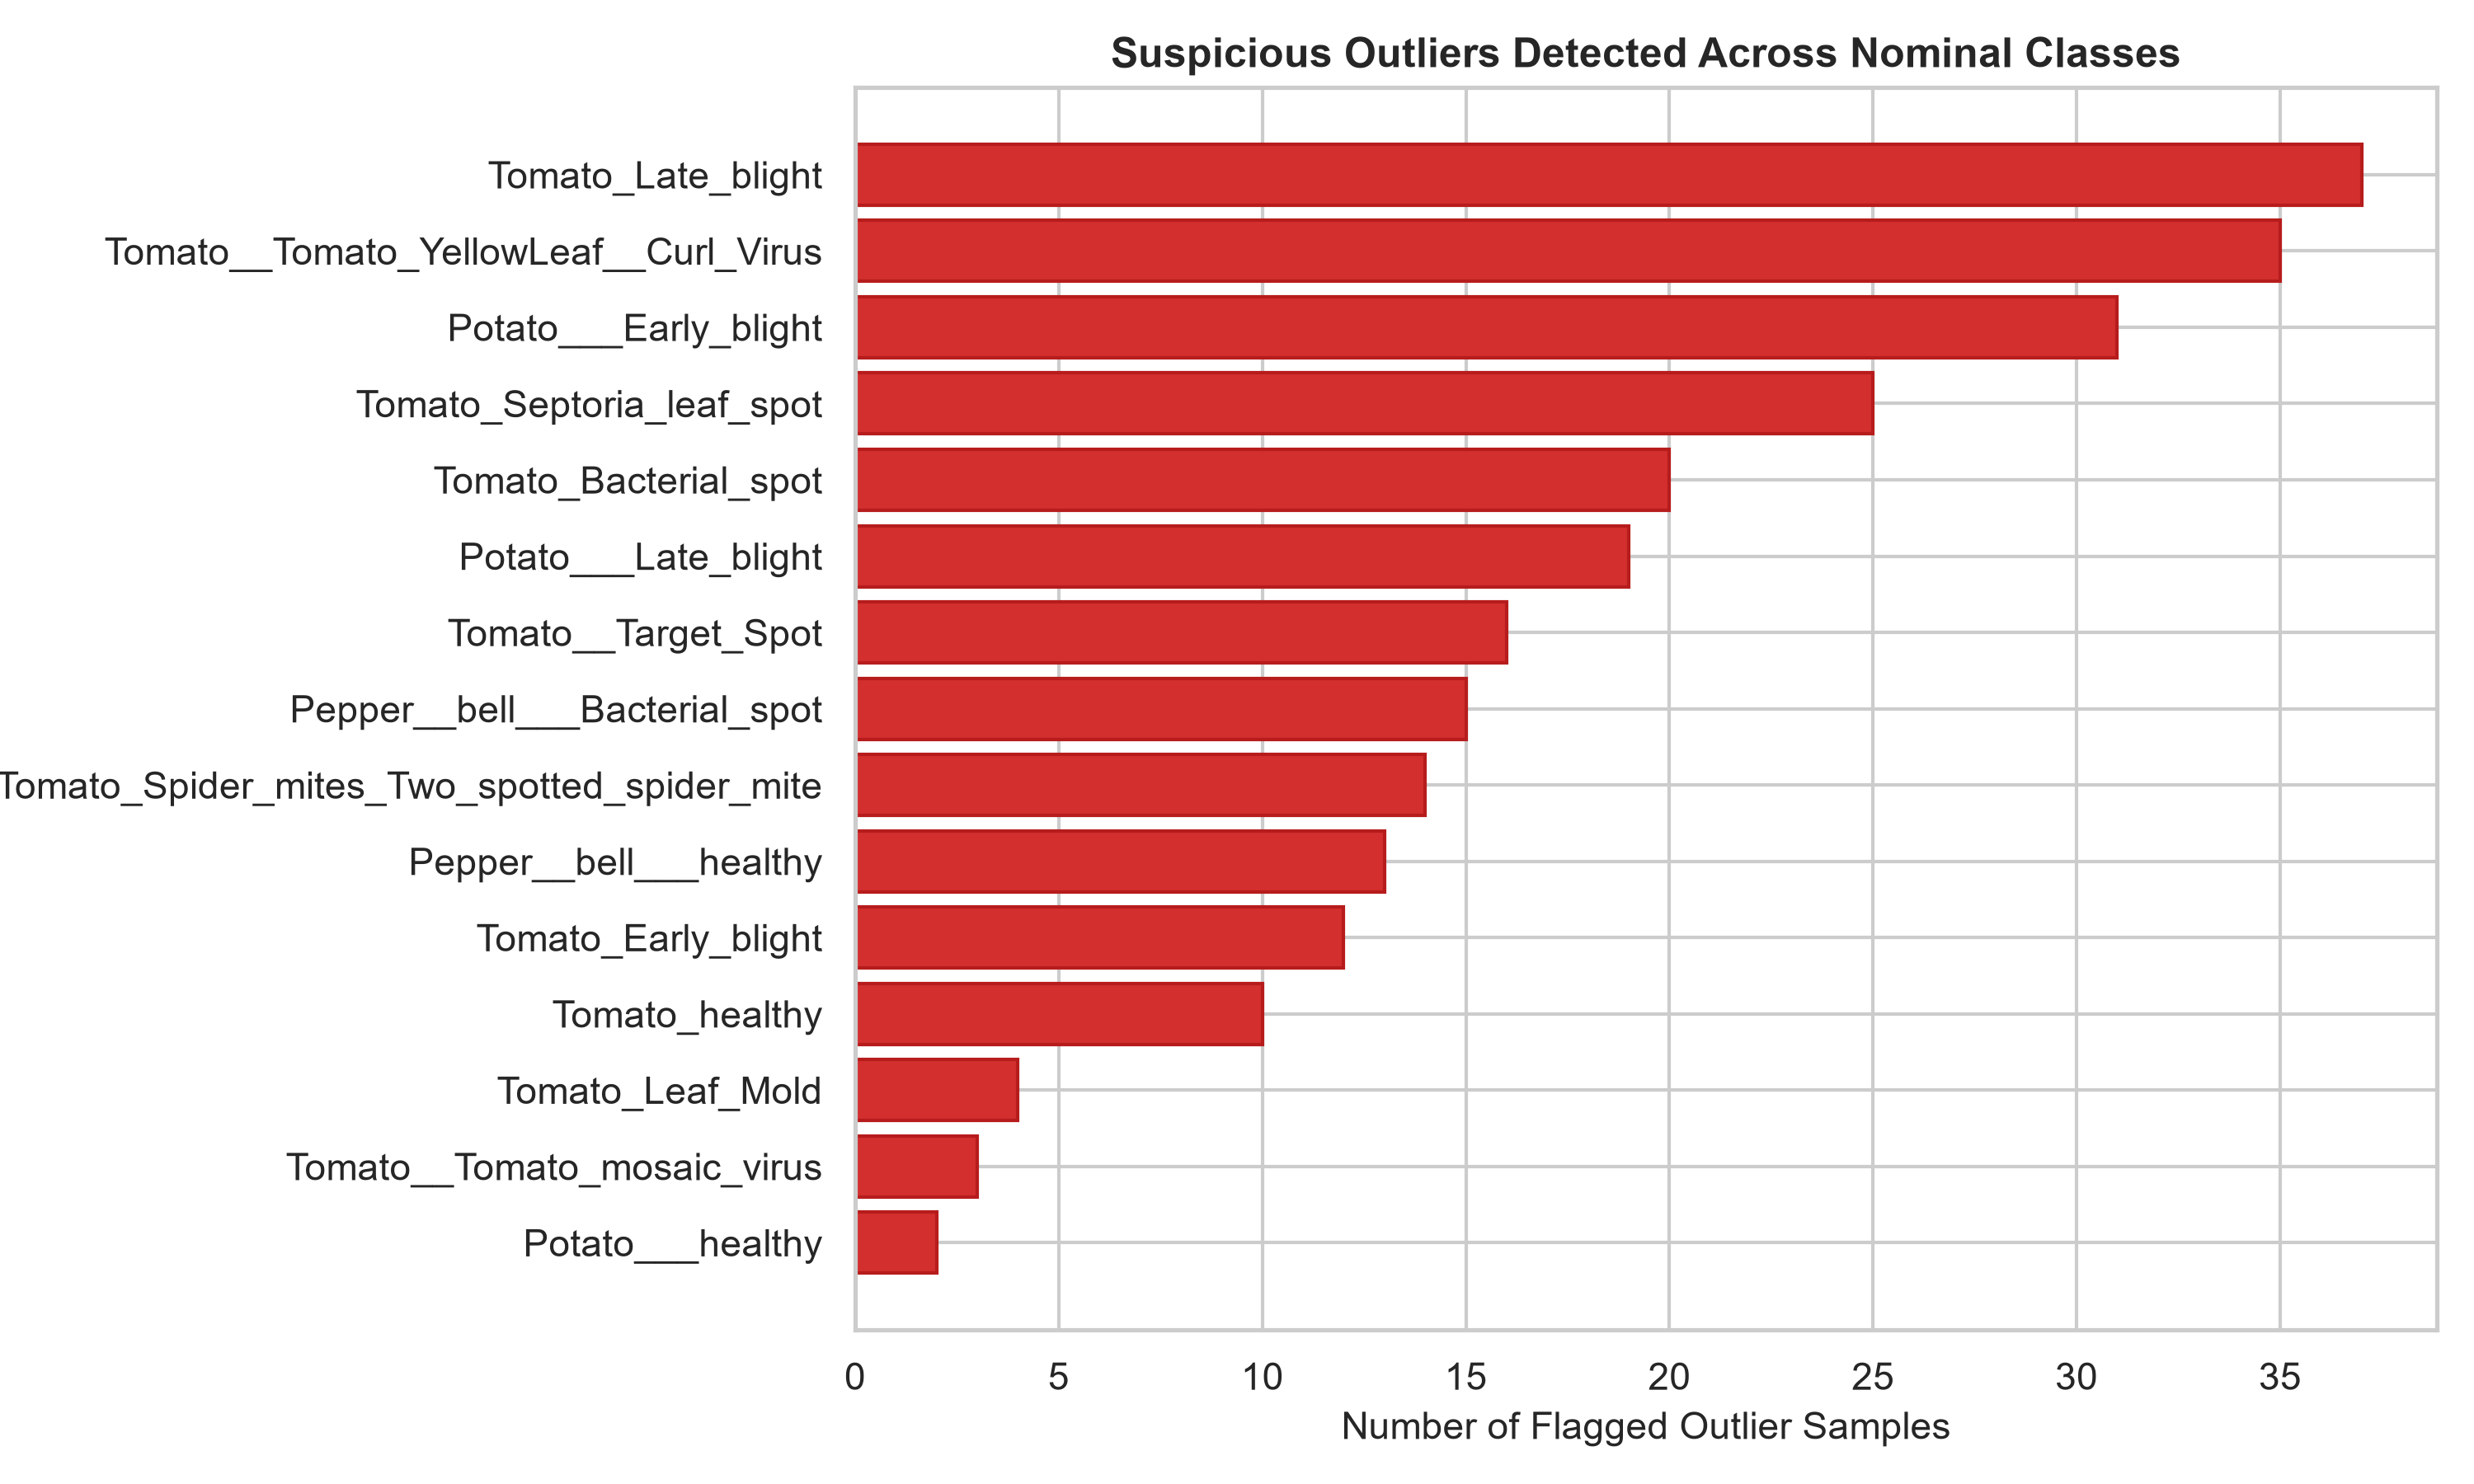 Suspicious Outliers Detected Across Nominal Classes
Tomato_Late_blight
Tomato__Tomato_YellowLeaf__Curl_Virus
Potato___Early_blight
Tomato_Septoria_leaf_spot
Tomato_Bacterial_spot
Potato___Late_blight
Tomato__Target_Spot
Pepper__bell___Bacterial_spot
Tomato_Spider_mites_Two_spotted_spider_mite
Pepper__bell___healthy
Tomato_Early_blight
Tomato_healthy
Tomato_Leaf_Mold
Tomato__Tomato_mosaic_virus
Potato___healthy
0 5 10 15 20 25 30 35
Number of Flagged Outlier Samples